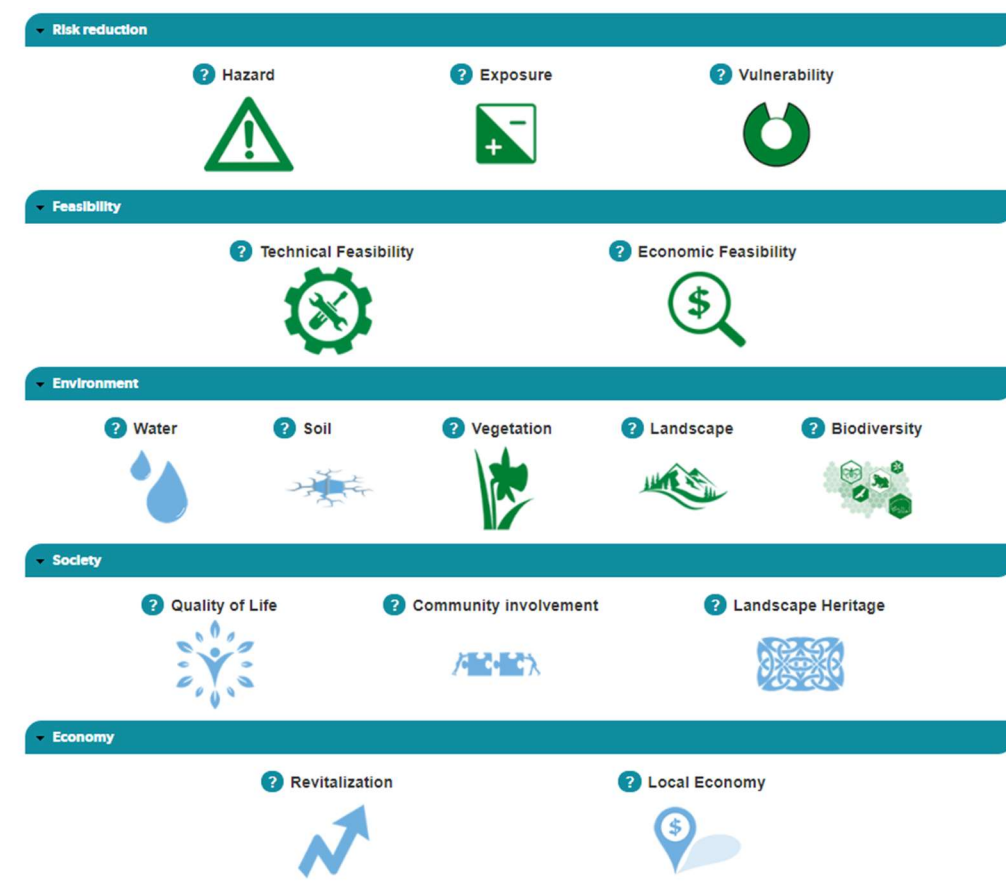 Risk reduction
? Hazard ? Exposure ? Vulnerability
+ −
$
Feasibility
? Technical Feasibility ? Economic Feasibility
$
Environment
? Water ? Soil ? Vegetation ? Landscape ? Biodiversity
Society
? Quality of Life ? Community involvement ? Landscape Heritage
Economy
? Revitalization ? Local Economy
$